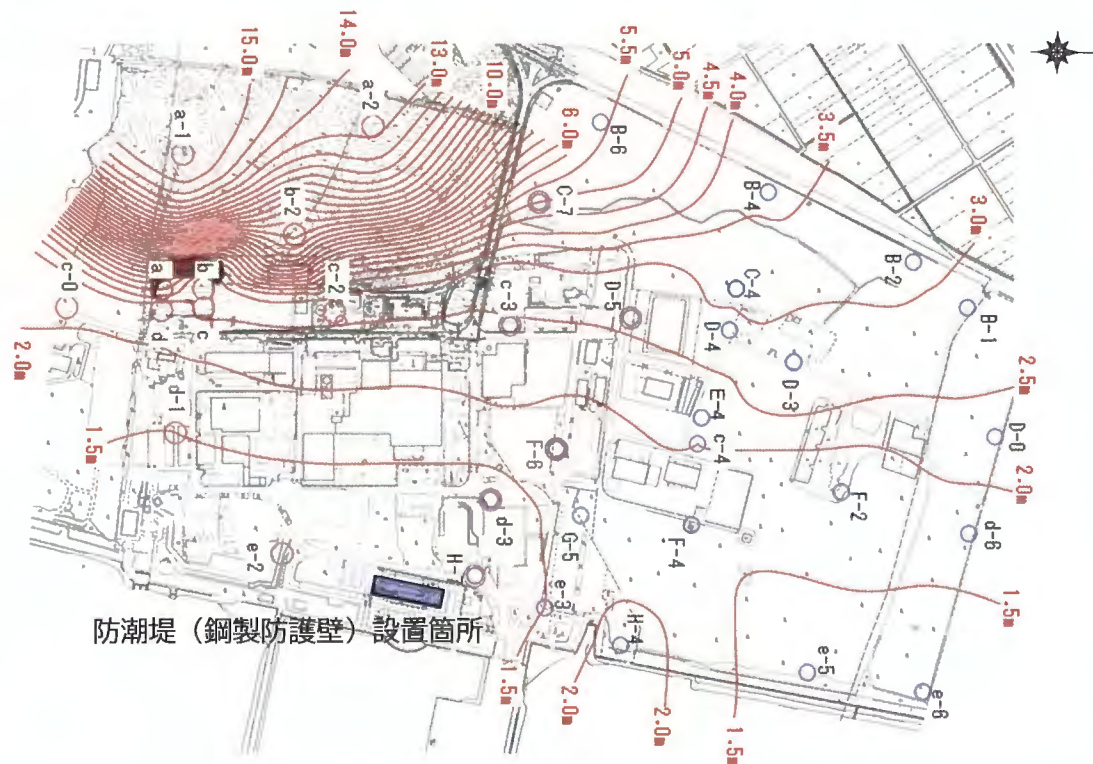 15.0m
14.0m
13.0m
10.0m
6.0m
5.5m
5.0m
4.5m
4.0m
3.5m
3.0m
a-1
a-2
b-2
B-6
C-7
B-4
B-2
B-1
C-4
D-5
D-4
D-3
c-0
a
b
c
d
c-2
c-3
2.0m
d-1
1.5m
E-4
c-4
2.5m
D-0
2.0m
F-6
F-2
d-3
G-5
F-4
d-6
e-2
H-
e-3
H-4
e-5
e-6
1.5m
防潮堤（鋼製防護壁）設置箇所
1.5m
2.0m
2.0m
1.5m